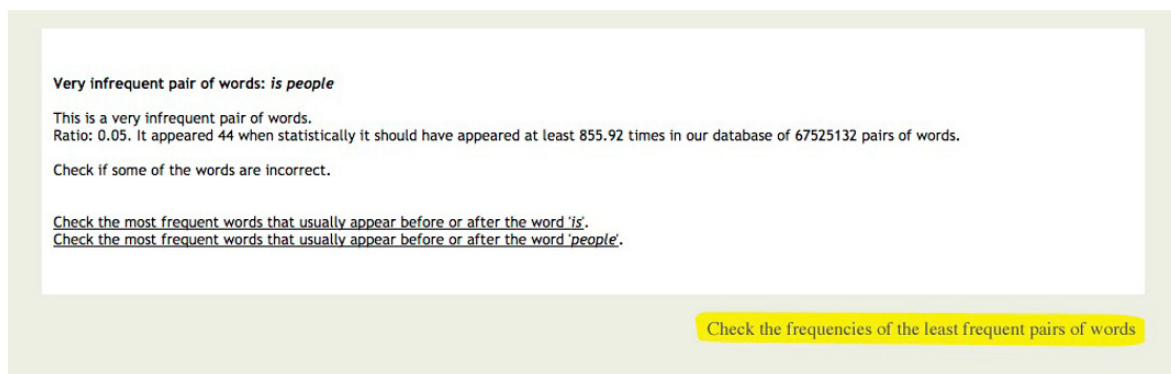 Very infrequent pair of words: is people
This is a very infrequent pair of words.
Ratio: 0.05. It appeared 44 when statistically it should have appeared at least 855.92 times in our database of 67525132 pairs of words.
Check if some of the words are incorrect.
Check the most frequent words that usually appear before or after the word 'is'.
Check the most frequent words that usually appear before or after the word 'people'.
Check the frequencies of the least frequent pairs of words